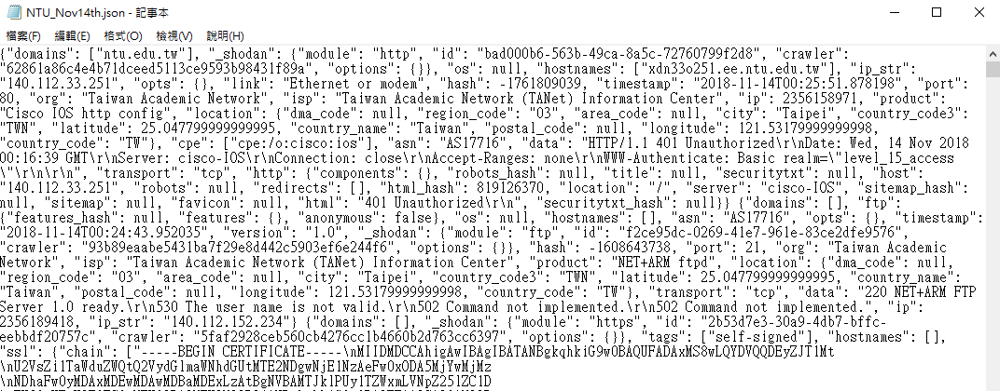 NTU_Nov14th.json - 記事本
檔案(F) 編輯(E) 格式(O) 檢視(V) 說明(H)
{"domains": ["ntu.edu.tw"], "_shodan": {"module": "http", "id": "bad000b6-563b-49ca-8a5c-72760799f2d8", "crawler":
"62861a86c4e4b71dceed5113ce9593b98431f89a", "options": {}}, "os": null, "hostnames": ["xdn33o251.ee.ntu.edu.tw"], "ip_str":
"140.112.33.251", "opts": {}, "link": "Ethernet or modem", "hash": -1761809039, "timestamp": "2018-11-14T00:25:51.878198", "port":
80, "org": "Taiwan Academic Network", "isp": "Taiwan Academic Network (TANet) Information Center", "ip": 2356158971, "product":
"Cisco IOS http config", "location": {"dma_code": null, "region_code": "03", "area_code": null, "city": "Taipei", "country_code3":
"TWN", "latitude": 25.047799999999995, "country_name": "Taiwan", "postal_code": null, "longitude": 121.53179999999998,
"country_code": "TW"}, "cpe": ["cpe:/o:cisco:ios"], "asn": "AS17716", "data": "HTTP/1.1 401 Unauthorized\r\nDate: Wed, 14 Nov 2018
00:16:39 GMT\r\nServer: cisco-IOS\r\nConnection: close\r\nAccept-Ranges: none\r\nWWW-Authenticate: Basic realm=\"level_15_access
\"\r\n\r\n", "transport": "tcp", "http": {"components": {}, "robots_hash": null, "title": null, "securitytxt": null, "host":
"140.112.33.251", "robots": null, "redirects": [], "html_hash": 819126370, "location": "/", "server": "cisco-IOS", "sitemap_hash":
null, "sitemap": null, "favicon": null, "html": "401 Unauthorized\r\n", "securitytxt_hash": null}} {"domains": [], "ftp":
{"features_hash": null, "features": {}, "anonymous": false}, "os": null, "hostnames": [], "asn": "AS17716", "opts": {}, "timestamp":
"2018-11-14T00:24:43.952035", "version": "1.0", "_shodan": {"module": "ftp", "id": "f2ce95dc-0269-41e7-961e-83ce2dfe9576",
"crawler": "93b89eaabe5431ba7f29e8d442c5903ef6e244f6", "options": {}}, "hash": -1608643738, "port": 21, "org": "Taiwan Academic
Network", "isp": "Taiwan Academic Network (TANet) Information Center", "product": "NET+ARM ftpd", "location": {"dma_code": null,
"region_code": "03", "area_code": null, "city": "Taipei", "country_code3": "TWN", "latitude": 25.047799999999995, "country_name":
"Taiwan", "postal_code": null, "longitude": 121.53179999999998, "country_code": "TW"}, "transport": "tcp", "data": "220 NET+ARM FTP
Server 1.0 ready.\r\n530 The user name is not valid.\r\n502 Command not implemented.\r\n502 Command not implemented.", "ip":
2356189418, "ip_str": "140.112.152.234"} {"domains": [], "_shodan": {"module": "https", "id": "2b53d7e3-30a9-4db7-bffc-
eebbdf20757c", "crawler": "5faf2928ceb560cb4276cc1b4660b2d763cc6397", "options": {}}, "tags": ["self-signed"], "hostnames": [],
"ssl": {"chain": ["-----BEGIN CERTIFICATE-----\nMIIDMDCCAhigAwIBAgIBATANBgkqhkiG9w0BAQUFADAxMS8wLQYDVQQDEyZJTlMt